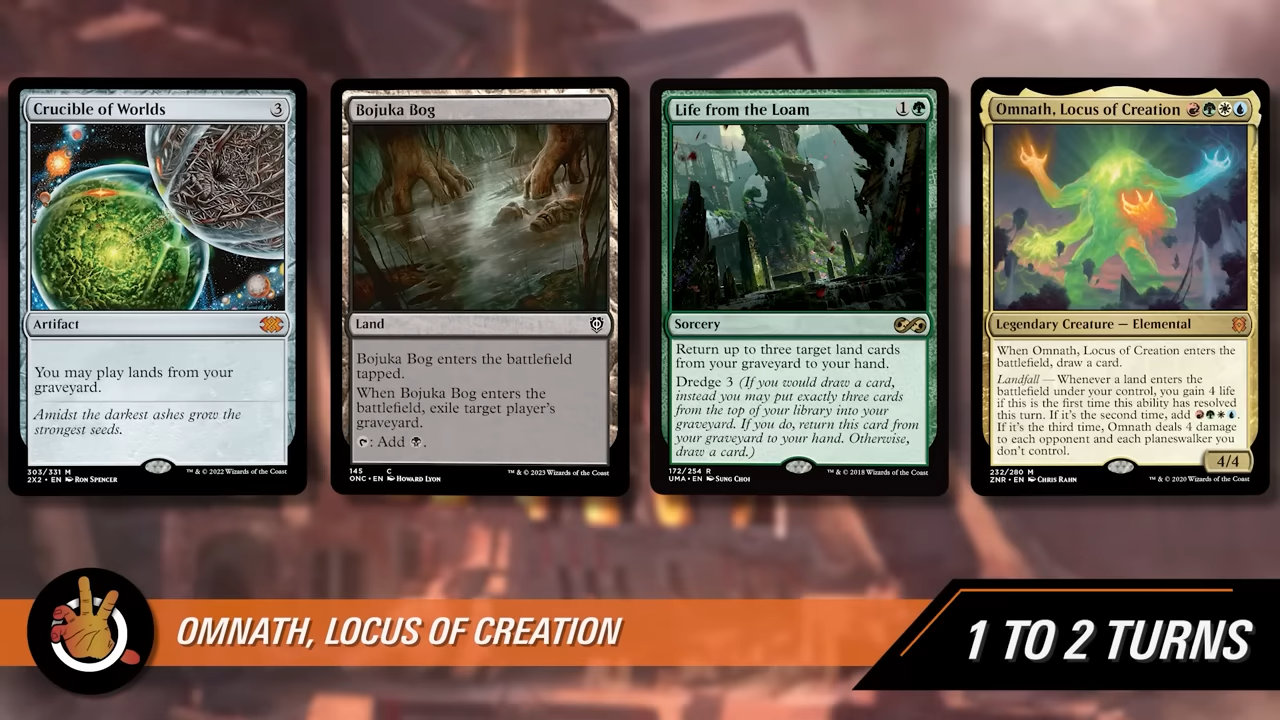 Crucible of Worlds 3
Artifact
You may play lands from your
graveyard.
Amidst the darkest ashes grow the
strongest seeds.
303/331 M
2X2 • EN Ron Spencer
™ & © 2022 Wizards of the Coast
Bojuka Bog
Land
Bojuka Bog enters the battlefield
tapped.
When Bojuka Bog enters the
battlefield, exile target player's
graveyard.
: Add .
145 C
ONC • EN Howard Lyon
™ & © 2023 Wizards of the Coast
Life from the Loam 1
Sorcery
Return up to three target land cards
from your graveyard to your hand.
Dredge 3 (If you would draw a card,
instead you may put exactly three cards
from the top of your library into your
graveyard. If you do, return this card from
your graveyard to your hand. Otherwise,
draw a card.)
172/254 R
UMA • EN Sung Choi
™ & © 2018 Wizards of the Coast
Omnath, Locus of Creation
Legendary Creature — Elemental
When Omnath, Locus of Creation enters the
battlefield, draw a card.
Landfall — Whenever a land enters the
battlefield under your control, you gain 4 life
if this is the first time this ability has resolved
this turn. If it's the second time, add .
If it's the third time, Omnath deals 4 damage
to each opponent and each planeswalker you
don't control.
4/4
232/280 M
ZNR • EN Chris Rahn
™ & © 2020 Wizards of the Coast
OMNATH, LOCUS OF CREATION
1 TO 2 TURNS